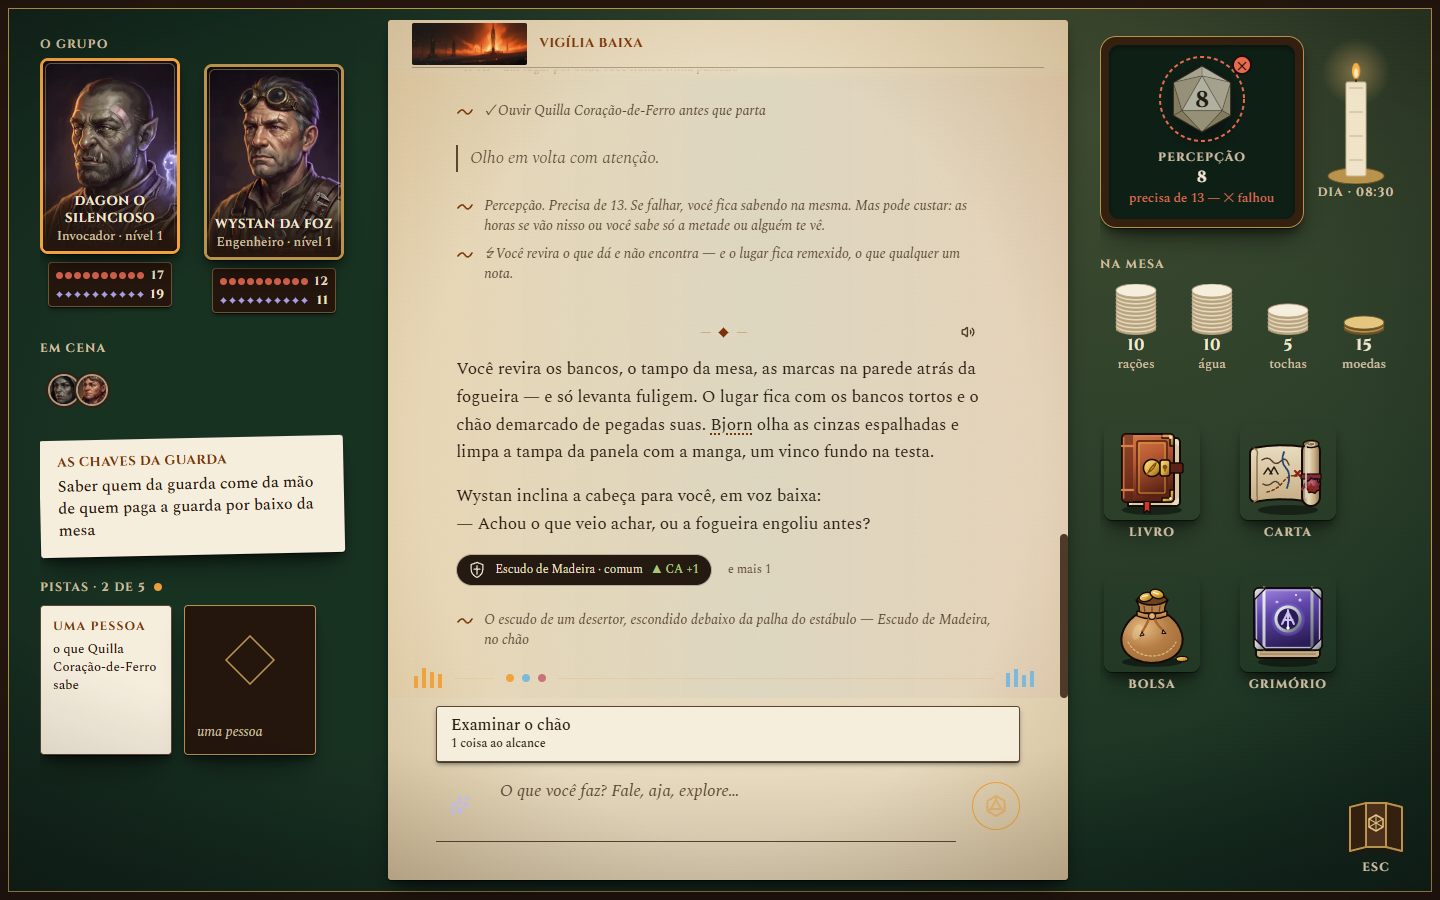 O GRUPO
DAGON O
SILENCIOSO
Invocador · nível 1
17
19
WYSTAN DA FOZ
Engenheiro · nível 1
12
11
EM CENA
AS CHAVES DA GUARDA
Saber quem da guarda come da mão
de quem paga a guarda por baixo da
mesa
PISTAS · 2 DE 5
UMA PESSOA
o que Quilla
Coração-de-Ferro
sabe
uma pessoa
VIGÍLIA BAIXA
✓Ouvir Quilla Coração-de-Ferro antes que parta
Olho em volta com atenção.
Percepção. Precisa de 13. Se falhar, você fica sabendo na mesma. Mas pode custar: as
horas se vão nisso ou você sabe só a metade ou alguém te vê.
Você revira o que dá e não encontra — e o lugar fica remexido, o que qualquer um
nota.
Você revira os bancos, o tampo da mesa, as marcas na parede atrás da
fogueira — e só levanta fuligem. O lugar fica com os bancos tortos e o
chão demarcado de pegadas suas. Bjorn olha as cinzas espalhadas e
limpa a tampa da panela com a manga, um vinco fundo na testa.
Wystan inclina a cabeça para você, em voz baixa:
— Achou o que veio achar, ou a fogueira engoliu antes?
Escudo de Madeira · comum ▲ CA +1
e mais 1
O escudo de um desertor, escondido debaixo da palha do estábulo — Escudo de Madeira,
no chão
Examinar o chão
1 coisa ao alcance
O que você faz? Fale, aja, explore...
8
PERCEPÇÃO
8
precisa de 13 — ✕ falhou
DIA · 08:30
NA MESA
10
rações
10
água
5
tochas
15
moedas
LIVRO
CARTA
BOLSA
GRIMÓRIO
ESC